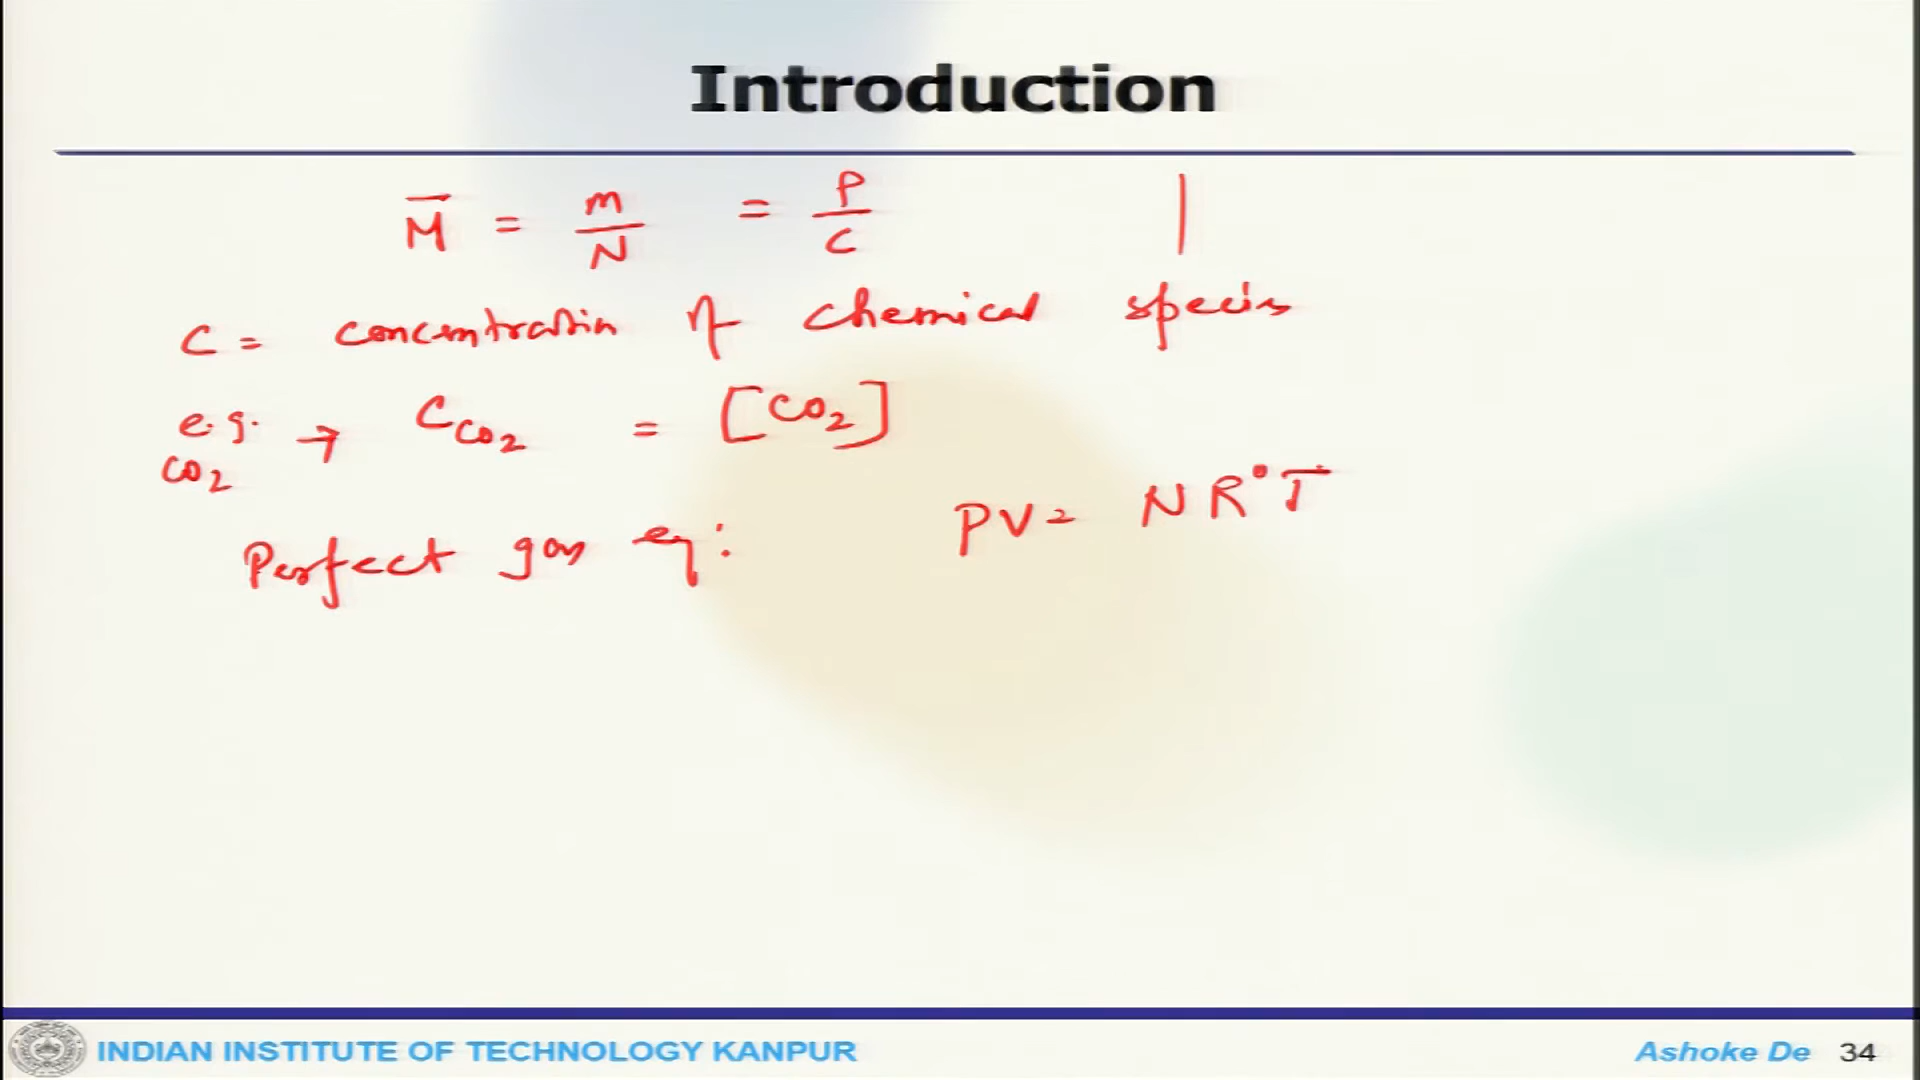 Introduction
M̄ = m/N = ρ/C |
C = concentration of chemical species
e.g. → C_CO2 = [CO2]
CO2
Perfect gas eq: PV = NR°T
INDIAN INSTITUTE OF TECHNOLOGY KANPUR
Ashoke De 34